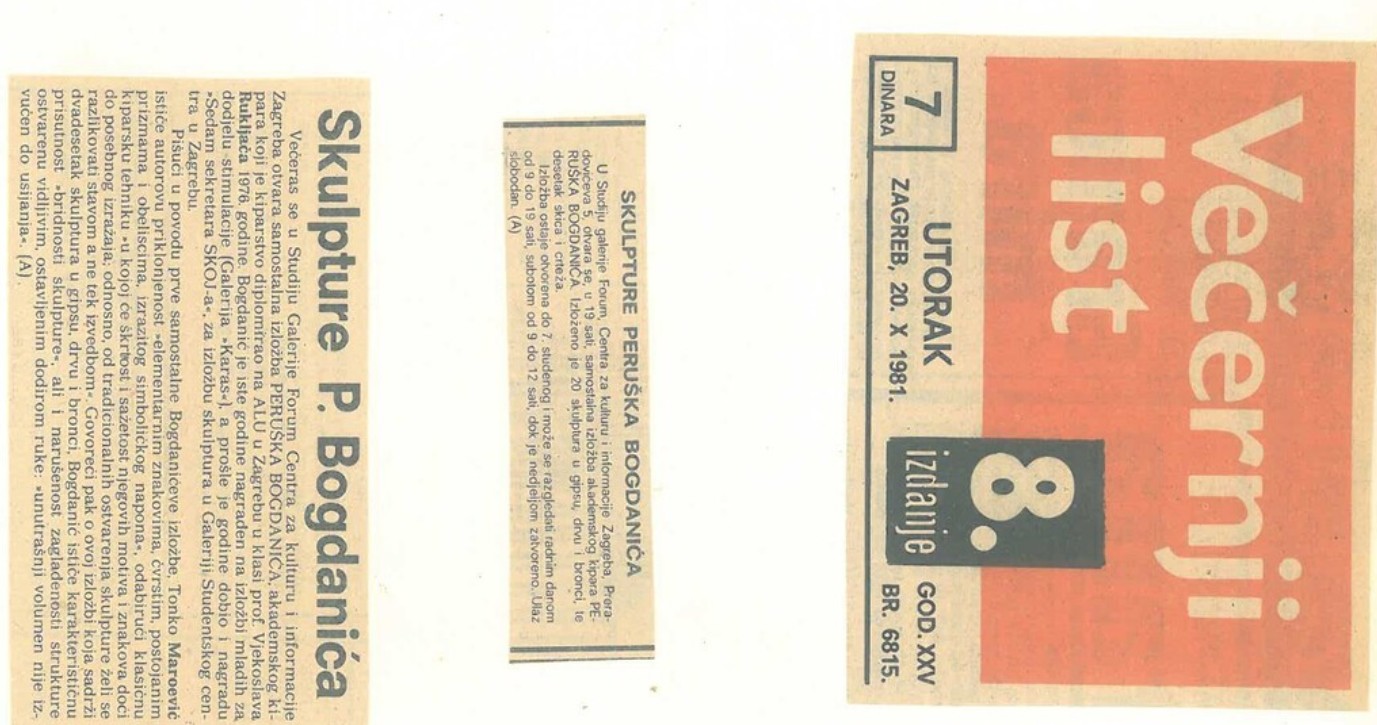 Večernji
list
7
DINARA
UTORAK
ZAGREB, 20. X 1981.
8.
izdanje
GOD. XXV
BR. 6815.
SKULPTURE PERUŠKA BOGDANIĆA
U Studiju galerije Forum, Centra za kulturu i informacije Zagreba, Prera-
dovićeva 5, otvara se, u 19 sati, samostalna izložba akademskog kipara PE-
RUŠKA BOGDANIĆA. Izloženo je 20 skulptura u gipsu, drvu i bronci, te
desetak skica i crteža.
Izložba ostaje otvorena do 7. studenog i može se razgledati radnim danom
od 9 do 19 sati, subotom od 9 do 12 sati, dok je nedjeljom zatvoreno. Ulaz
slobodan. (A)
Skulpture P. Bogdanića
Večeras se u Studiju Galerije Forum Centra za kulturu i informacije
Zagreba otvara samostalna izložba PERUŠKA BOGDANIĆA, akademskog ki-
para koji je kiparstvo diplomirao na ALU u Zagrebu u klasi prof. Vjekoslava
Rukljača 1976. godine. Bogdanić je iste godine nagrađen na izložbi mladih za
dodjelu stimulacije (Galerija »Karas«), a prošle je godine dobio i nagradu
»Sedam sekretara SKOJ-a«, za izložbu skulptura u Galeriji Studentskog cen-
tra u Zagrebu.
Pišući u povodu prve samostalne Bogdanićeve izložbe, Tonko Maroević
ističe autorovu priklonjenost »elementarnim znakovima, čvrstim, postojanim
prizmama i obeliscima, izrazitog simboličkog napona«, odabirući klasičnu
kiparsku tehniku »u kojoj će škrtost i sažetost njegovih motiva i znakova doći
do posebnog izražaja; odnosno, od tradicionalnih ostvarenja skulpture želi se
razlikovati stavom a ne tek izvedbom«. Govoreći pak o ovoj izložbi koja sadrži
dvadesetak skulptura u gipsu, drvu i bronci, Bogdanić ističe karakterističnu
prisutnost »bridnosti skulpture«, ali i narušenost zaglađenosti strukture
ostvarenu vidljivim, ostavljenim dodirom ruke: »unutrašnji volumen nije iz-
vučen do usijanja«. (A).